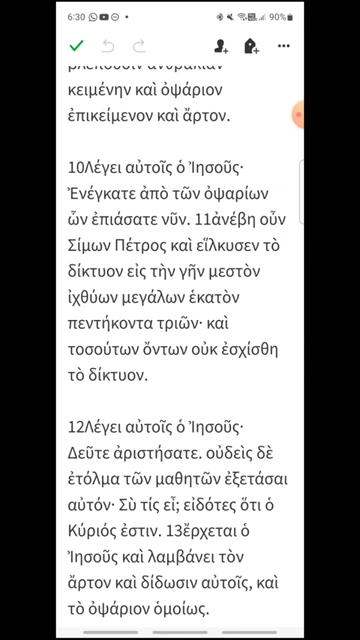 6:30
90%
βλέπουσιν ἀνθρακιὰν
κειμένην καὶ ὀψάριον
ἐπικείμενον καὶ ἄρτον.
10Λέγει αὐτοῖς ὁ Ἰησοῦς·
Ἐνέγκατε ἀπὸ τῶν ὀψαρίων
ὧν ἐπιάσατε νῦν. 11ἀνέβη οὖν
Σίμων Πέτρος καὶ εἵλκυσεν τὸ
δίκτυον εἰς τὴν γῆν μεστὸν
ἰχθύων μεγάλων ἑκατὸν
πεντήκοντα τριῶν· καὶ
τοσούτων ὄντων οὐκ ἐσχίσθη
τὸ δίκτυον.
12Λέγει αὐτοῖς ὁ Ἰησοῦς·
Δεῦτε ἀριστήσατε. οὐδεὶς δὲ
ἐτόλμα τῶν μαθητῶν ἐξετάσαι
αὐτόν· Σὺ τίς εἶ; εἰδότες ὅτι ὁ
Κύριός ἐστιν. 13ἔρχεται ὁ
Ἰησοῦς καὶ λαμβάνει τὸν
ἄρτον καὶ δίδωσιν αὐτοῖς, καὶ
τὸ ὀψάριον ὁμοίως.